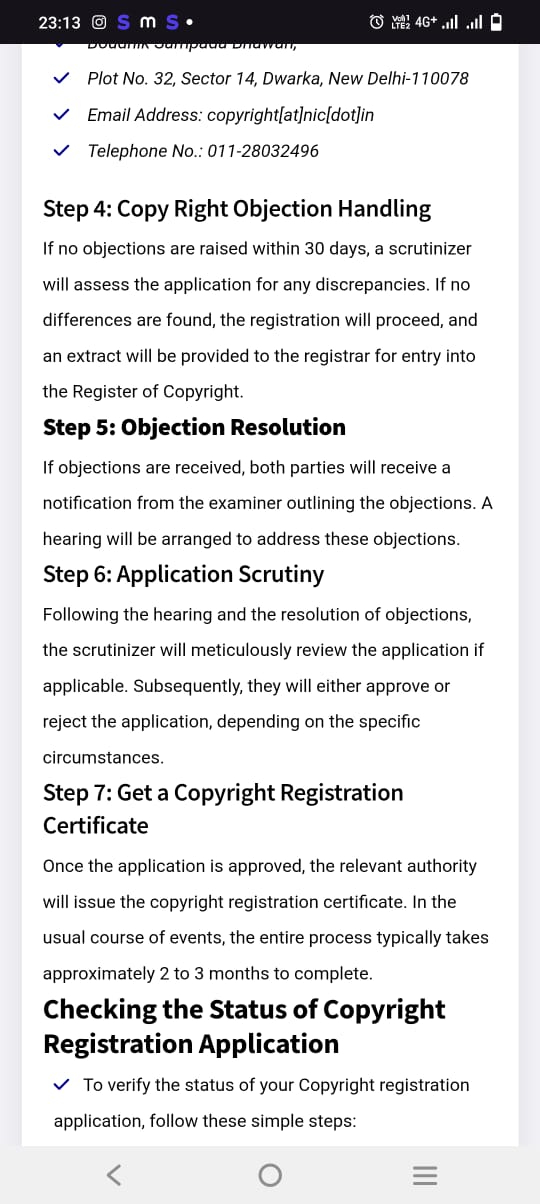 23:13 S m S 4G+
Plot No. 32, Sector 14, Dwarka, New Delhi-110078
Email Address: copyright[at]nic[dot]in
Telephone No.: 011-28032496
Step 4: Copy Right Objection Handling
If no objections are raised within 30 days, a scrutinizer
will assess the application for any discrepancies. If no
differences are found, the registration will proceed, and
an extract will be provided to the registrar for entry into
the Register of Copyright.
Step 5: Objection Resolution
If objections are received, both parties will receive a
notification from the examiner outlining the objections. A
hearing will be arranged to address these objections.
Step 6: Application Scrutiny
Following the hearing and the resolution of objections,
the scrutinizer will meticulously review the application if
applicable. Subsequently, they will either approve or
reject the application, depending on the specific
circumstances.
Step 7: Get a Copyright Registration
Certificate
Once the application is approved, the relevant authority
will issue the copyright registration certificate. In the
usual course of events, the entire process typically takes
approximately 2 to 3 months to complete.
Checking the Status of Copyright
Registration Application
To verify the status of your Copyright registration
application, follow these simple steps: